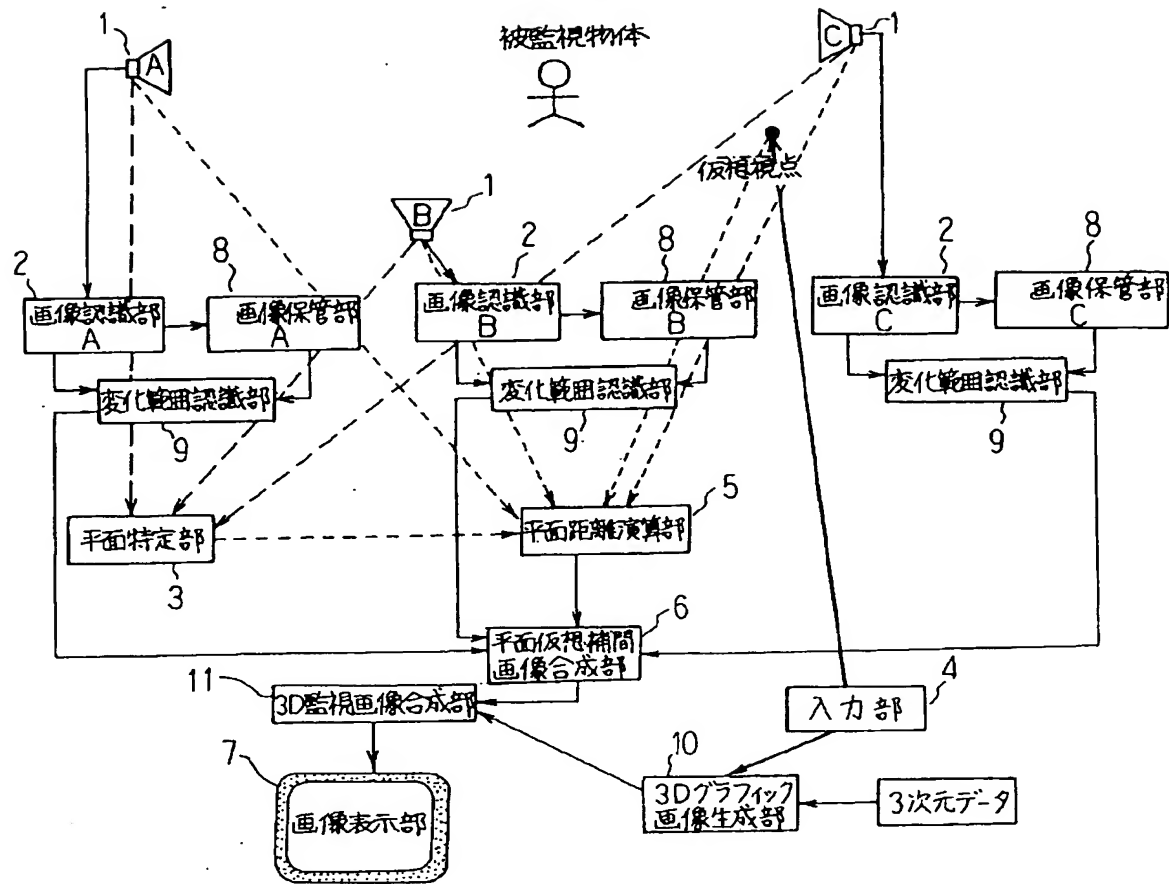 1
A
被監視物体
C
1
仮想視点
B
1
2
画像認識部
A
8
画像保管部
A
2
画像認識部
B
8
画像保管部
B
2
画像認識部
C
8
画像保管部
C
変化範囲認識部
9
変化範囲認識部
9
変化範囲認識部
9
平面特定部
3
平面距離演算部
5
平面仮想補間
画像合成部
6
11
3D監視画像合成部
入力部
4
7
画像表示部
10
3Dグラフィック
画像生成部
3次元データ